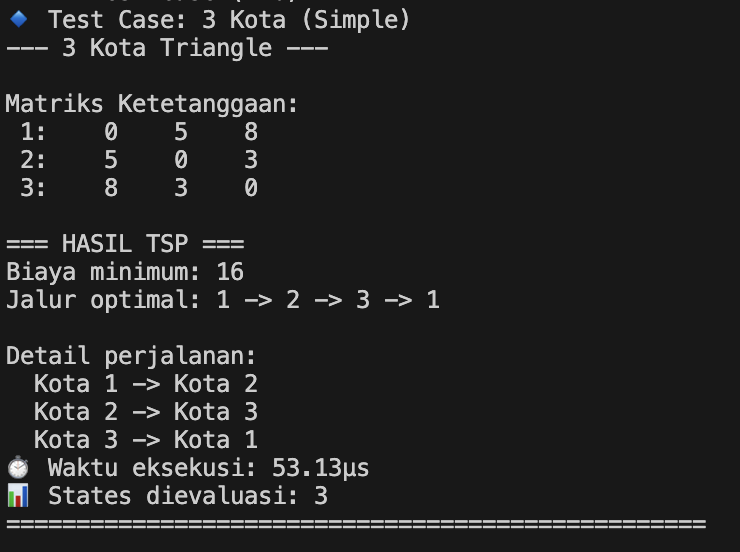 🔹 Test Case: 3 Kota (Simple)
--- 3 Kota Triangle ---
Matriks Ketetanggaan:
1: 0 5 8
2: 5 0 3
3: 8 3 0
=== HASIL TSP ===
Biaya minimum: 16
Jalur optimal: 1 -> 2 -> 3 -> 1
Detail perjalanan:
Kota 1 -> Kota 2
Kota 2 -> Kota 3
Kota 3 -> Kota 1
⏱️ Waktu eksekusi: 53.13µs
📊 States dievaluasi: 3
==================================================